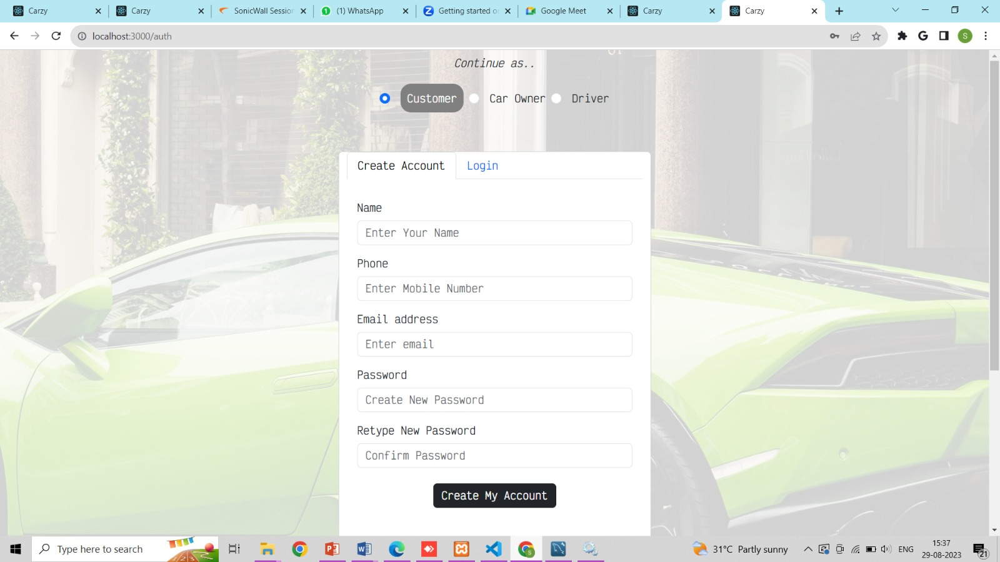 Carzy
Carzy
SonicWall Session
(1) WhatsApp
Getting started o
Google Meet
Carzy
Carzy
localhost:3000/auth
S
Continue as..
Customer
Car Owner
Driver
Create Account
Login
Name
Enter Your Name
Phone
Enter Mobile Number
Email address
Enter email
Password
Create New Password
Retype New Password
Confirm Password
Create My Account
Type here to search
31°C Partly sunny
ENG
15:37
29-08-2023
21